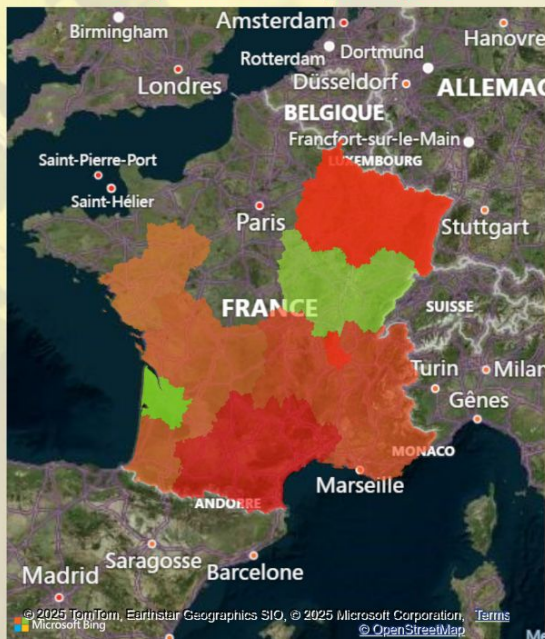 Birmingham
Amsterdam
Hanovre
Rotterdam
Dortmund
Londres
Düsseldorf
ALLEMAG
BELGIQUE
Francfort-sur-le-Main
LUXEMBOURG
Saint-Pierre-Port
Saint-Hélier
Paris
Stuttgart
FRANCE
SUISSE
Turin
Milan
Gênes
MONACO
Marseille
ANDORRE
Saragosse
Barcelone
Madrid
© 2025 TomTom, Earthstar Geographics SIO, © 2025 Microsoft Corporation, Terms
Microsoft Bing
© OpenStreetMap